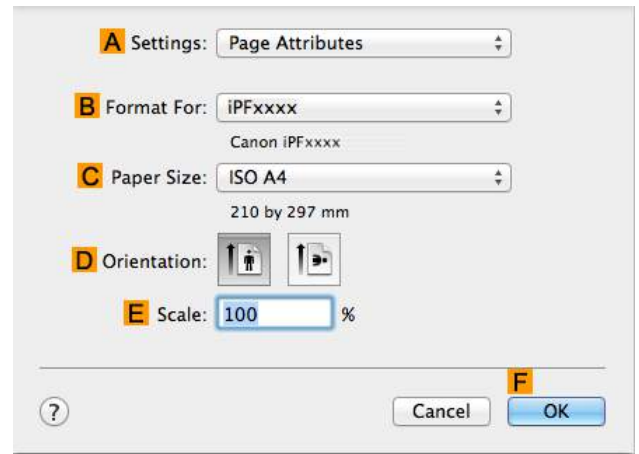 A Settings: Page Attributes
B Format For: iPFxxxx
Canon iPFxxxx
C Paper Size: ISO A4
210 by 297 mm
D Orientation:
E Scale: 100 %
F
? Cancel OK